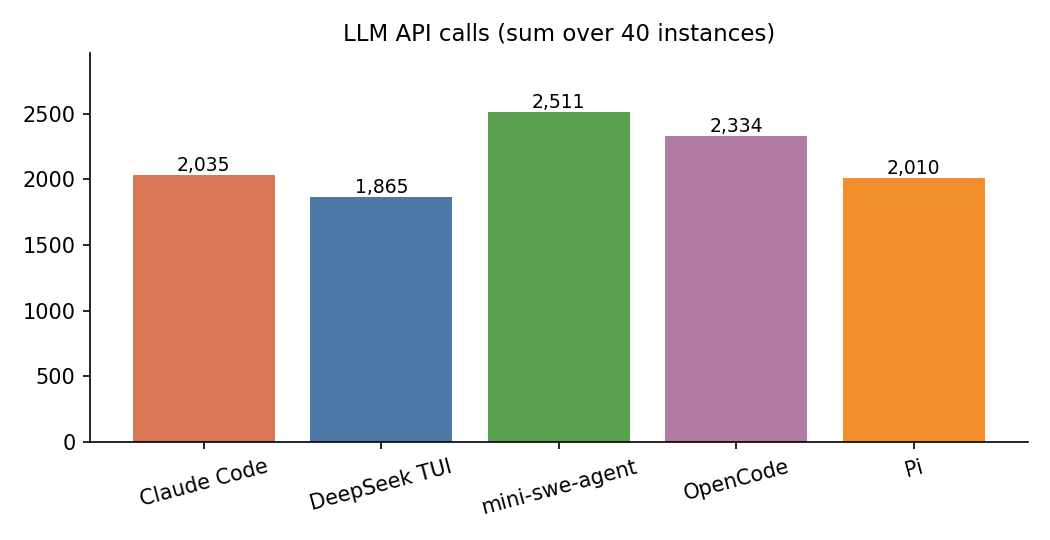 LLM API calls (sum over 40 instances)
2500
2000
1500
1000
500
0
2,035
1,865
2,511
2,334
2,010
Claude Code
DeepSeek TUI
mini-swe-agent
OpenCode
Pi